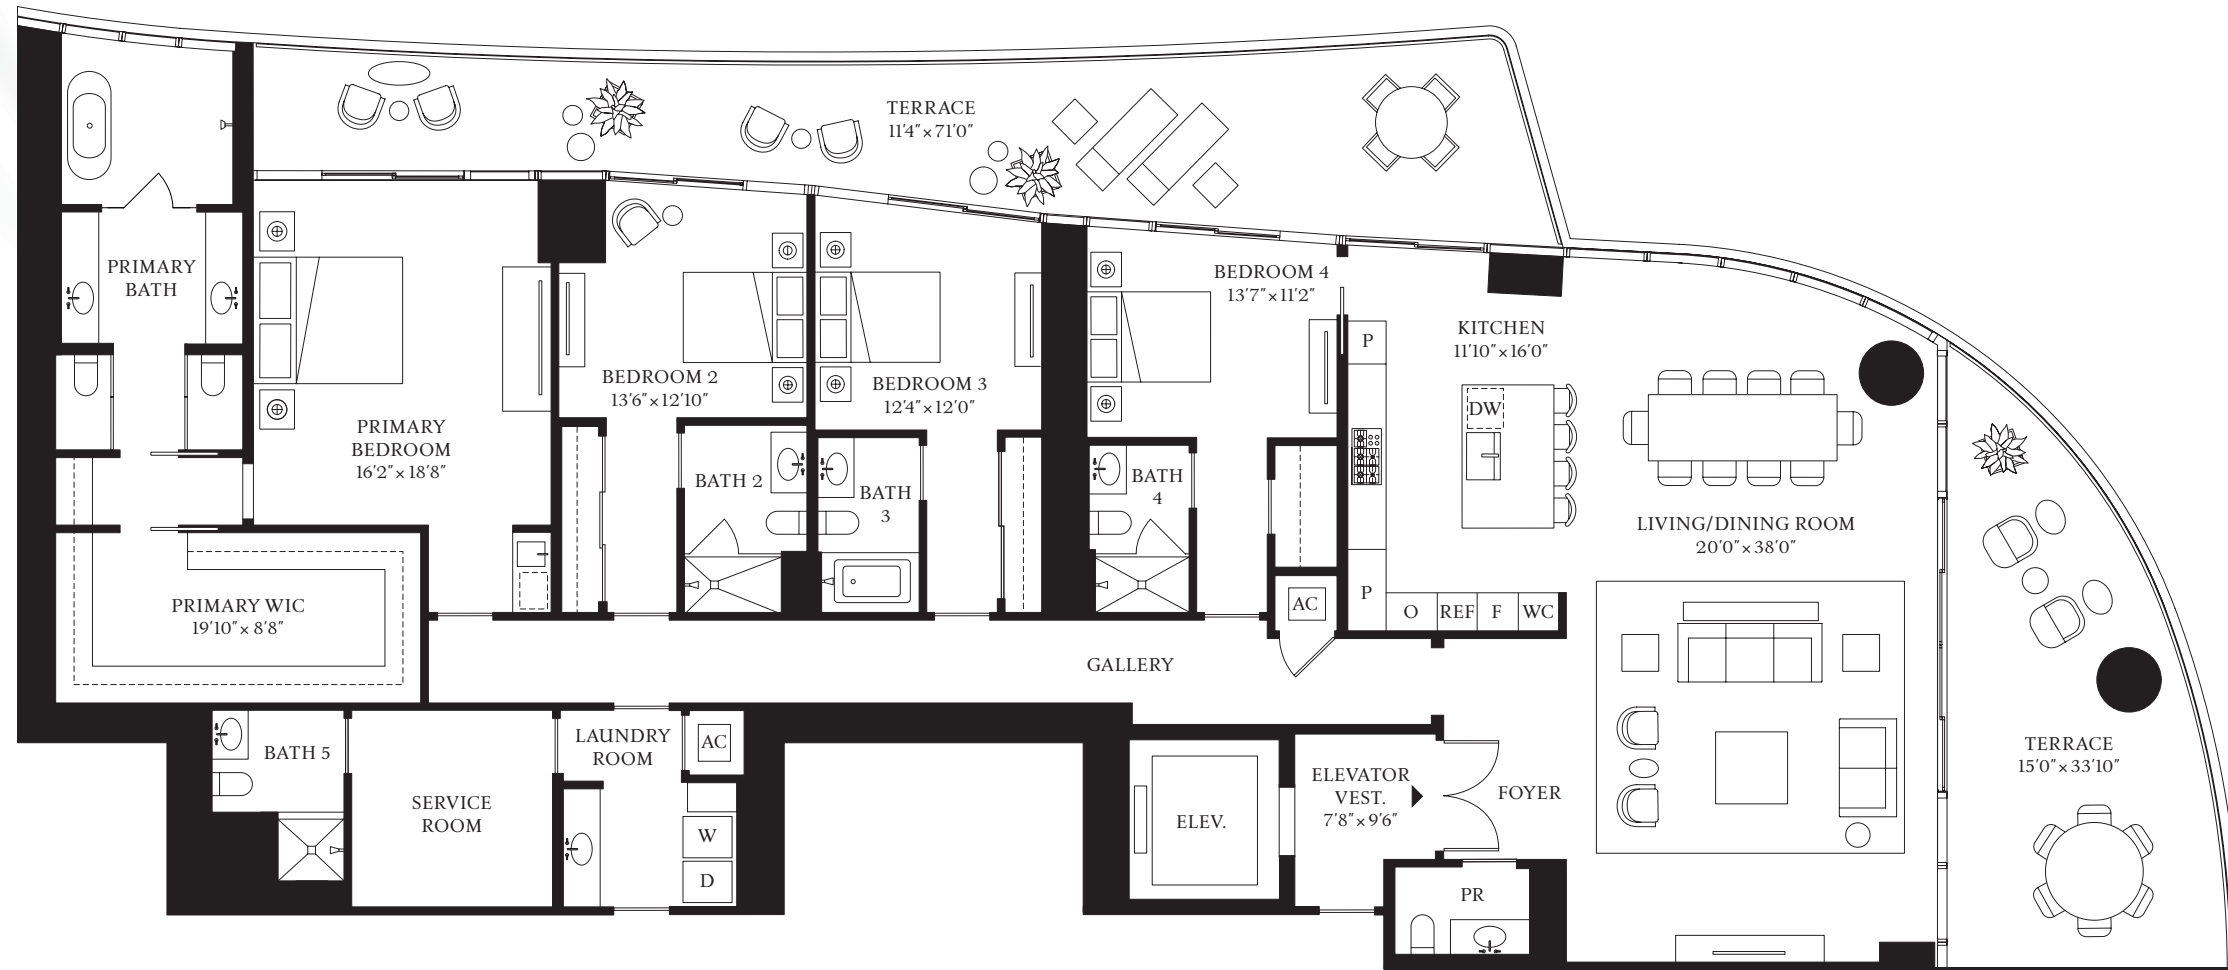 TERRACE
11'4"×71'0"
PRIMARY
BATH
BEDROOM 4
13'7"×11'2"
KITCHEN
11'10"×16'0"
P
BEDROOM 2
13'6"×12'10"
BEDROOM 3
12'4"×12'0"
DW
PRIMARY
BEDROOM
16'2"×18'8"
BATH 2
BATH
3
BATH
4
LIVING/DINING ROOM
20'0"×38'0"
PRIMARY WIC
19'10"×8'8"
AC
P
O
REF
F
WC
GALLERY
BATH 5
LAUNDRY
ROOM
AC
SERVICE
ROOM
W
D
ELEV.
ELEVATOR
VEST.
7'8"×9'6"
FOYER
TERRACE
15'0"×33'10"
PR